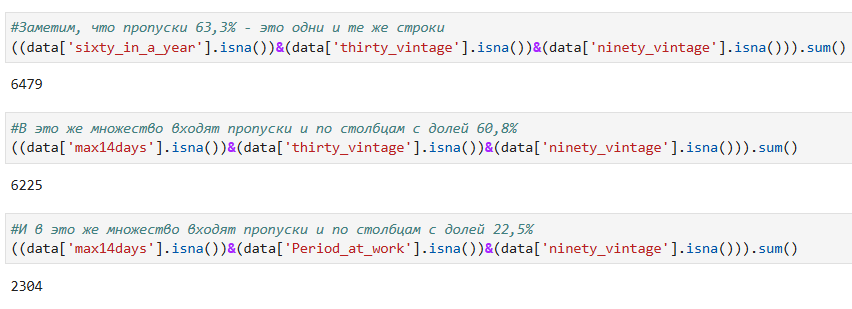 #Заметим, что пропуски 63,3% - это одни и те же строки
((data['sixty_in_a_year'].isna())&(data['thirty_vintage'].isna())&(data['ninety_vintage'].isna())).sum()
6479
#В это же множество входят пропуски и по столбцам с долей 60,8%
((data['max14days'].isna())&(data['thirty_vintage'].isna())&(data['ninety_vintage'].isna())).sum()
6225
#И в это же множество входят пропуски и по столбцам с долей 22,5%
((data['max14days'].isna())&(data['Period_at_work'].isna())&(data['ninety_vintage'].isna())).sum()
2304